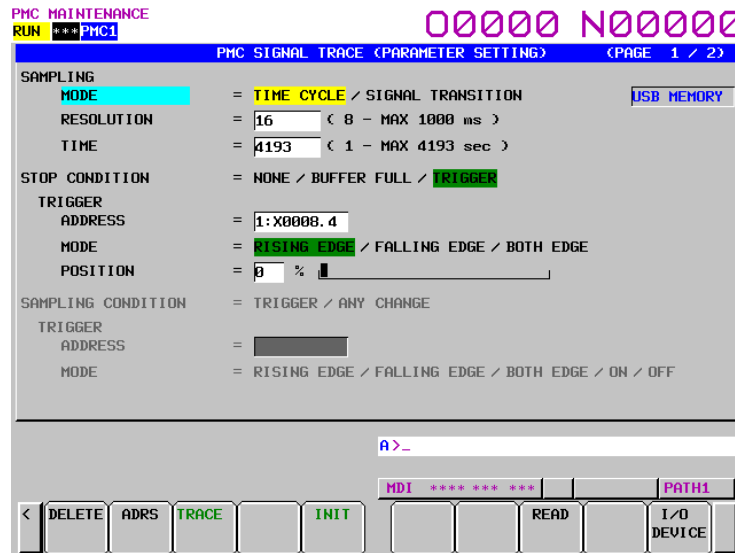 PMC MAINTENANCE O0000 N00000
RUN ***PMC1
PMC SIGNAL TRACE (PARAMETER SETTING) (PAGE 1 / 2)
SAMPLING
MODE = TIME CYCLE / SIGNAL TRANSITION USB MEMORY
RESOLUTION = 16 ( 8 - MAX 1000 ms )
TIME = 4193 ( 1 - MAX 4193 sec )
STOP CONDITION = NONE / BUFFER FULL / TRIGGER
TRIGGER
ADDRESS = 1:X0008.4
MODE = RISING EDGE / FALLING EDGE / BOTH EDGE
POSITION = 0 %
SAMPLING CONDITION = TRIGGER / ANY CHANGE
TRIGGER
ADDRESS =
MODE = RISING EDGE / FALLING EDGE / BOTH EDGE / ON / OFF
A>_
MDI **** *** *** PATH1
< DELETE ADRS TRACE INIT READ I/O DEVICE